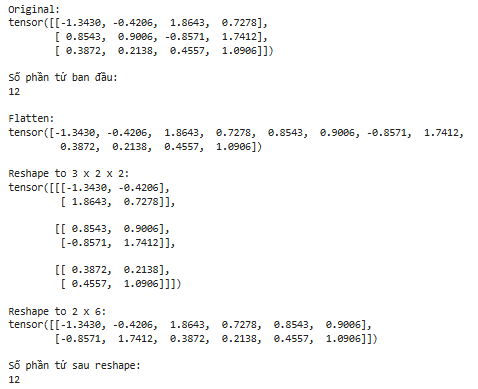 Original:
tensor([[-1.3430, -0.4206,  1.8643,  0.7278],
        [ 0.8543,  0.9006, -0.8571,  1.7412],
        [ 0.3872,  0.2138,  0.4557,  1.0906]])

Số phần tử ban đầu:
12

Flatten:
tensor([-1.3430, -0.4206,  1.8643,  0.7278,  0.8543,  0.9006, -0.8571,  1.7412,
         0.3872,  0.2138,  0.4557,  1.0906])

Reshape to 3 x 2 x 2:
tensor([[[-1.3430, -0.4206],
         [ 1.8643,  0.7278]],

        [[ 0.8543,  0.9006],
         [-0.8571,  1.7412]],

        [[ 0.3872,  0.2138],
         [ 0.4557,  1.0906]]])

Reshape to 2 x 6:
tensor([[-1.3430, -0.4206,  1.8643,  0.7278,  0.8543,  0.9006],
        [-0.8571,  1.7412,  0.3872,  0.2138,  0.4557,  1.0906]])

Số phần tử sau reshape:
12